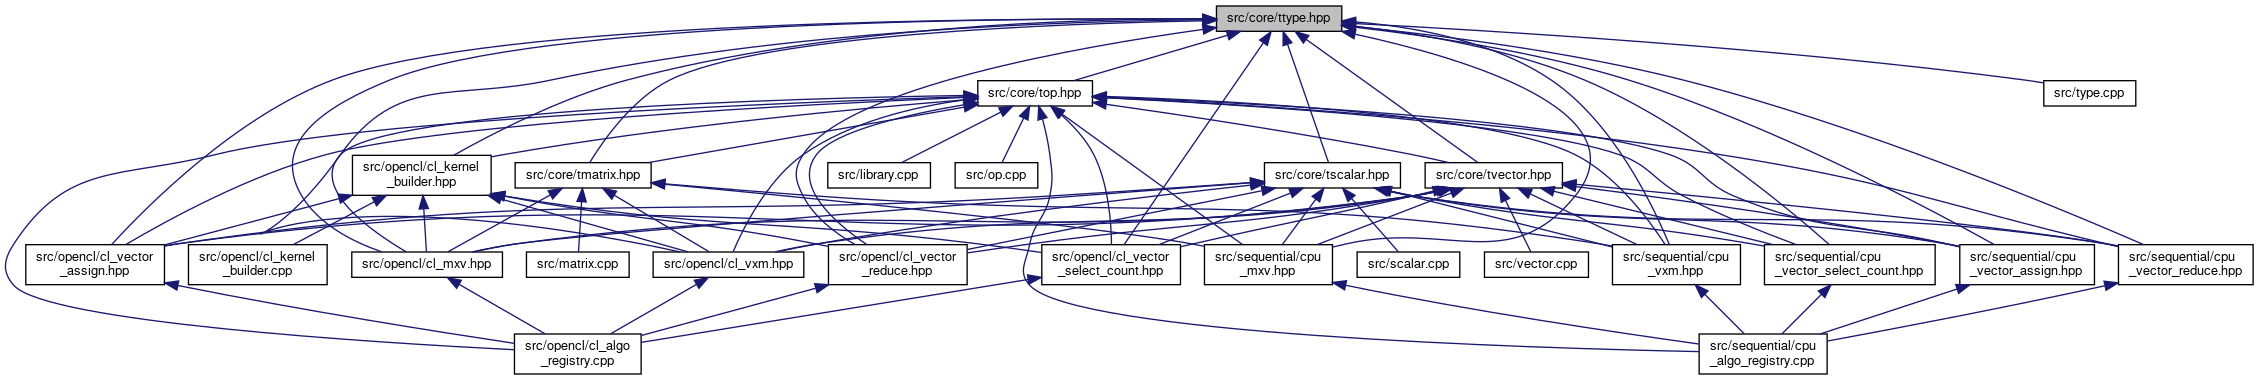 src/core/ttype.hpp
src/core/top.hpp
src/type.cpp
src/opencl/cl_kernel
_builder.hpp
src/core/tmatrix.hpp
src/library.cpp
src/op.cpp
src/core/tscalar.hpp
src/core/tvector.hpp
src/opencl/cl_vector
_assign.hpp
src/opencl/cl_kernel
_builder.cpp
src/opencl/cl_mxv.hpp
src/matrix.cpp
src/opencl/cl_vxm.hpp
src/opencl/cl_vector
_reduce.hpp
src/opencl/cl_vector
_select_count.hpp
src/sequential/cpu
_mxv.hpp
src/scalar.cpp
src/vector.cpp
src/sequential/cpu
_vxm.hpp
src/sequential/cpu
_vector_select_count.hpp
src/sequential/cpu
_vector_assign.hpp
src/sequential/cpu
_vector_reduce.hpp
src/opencl/cl_algo
_registry.cpp
src/sequential/cpu
_algo_registry.cpp